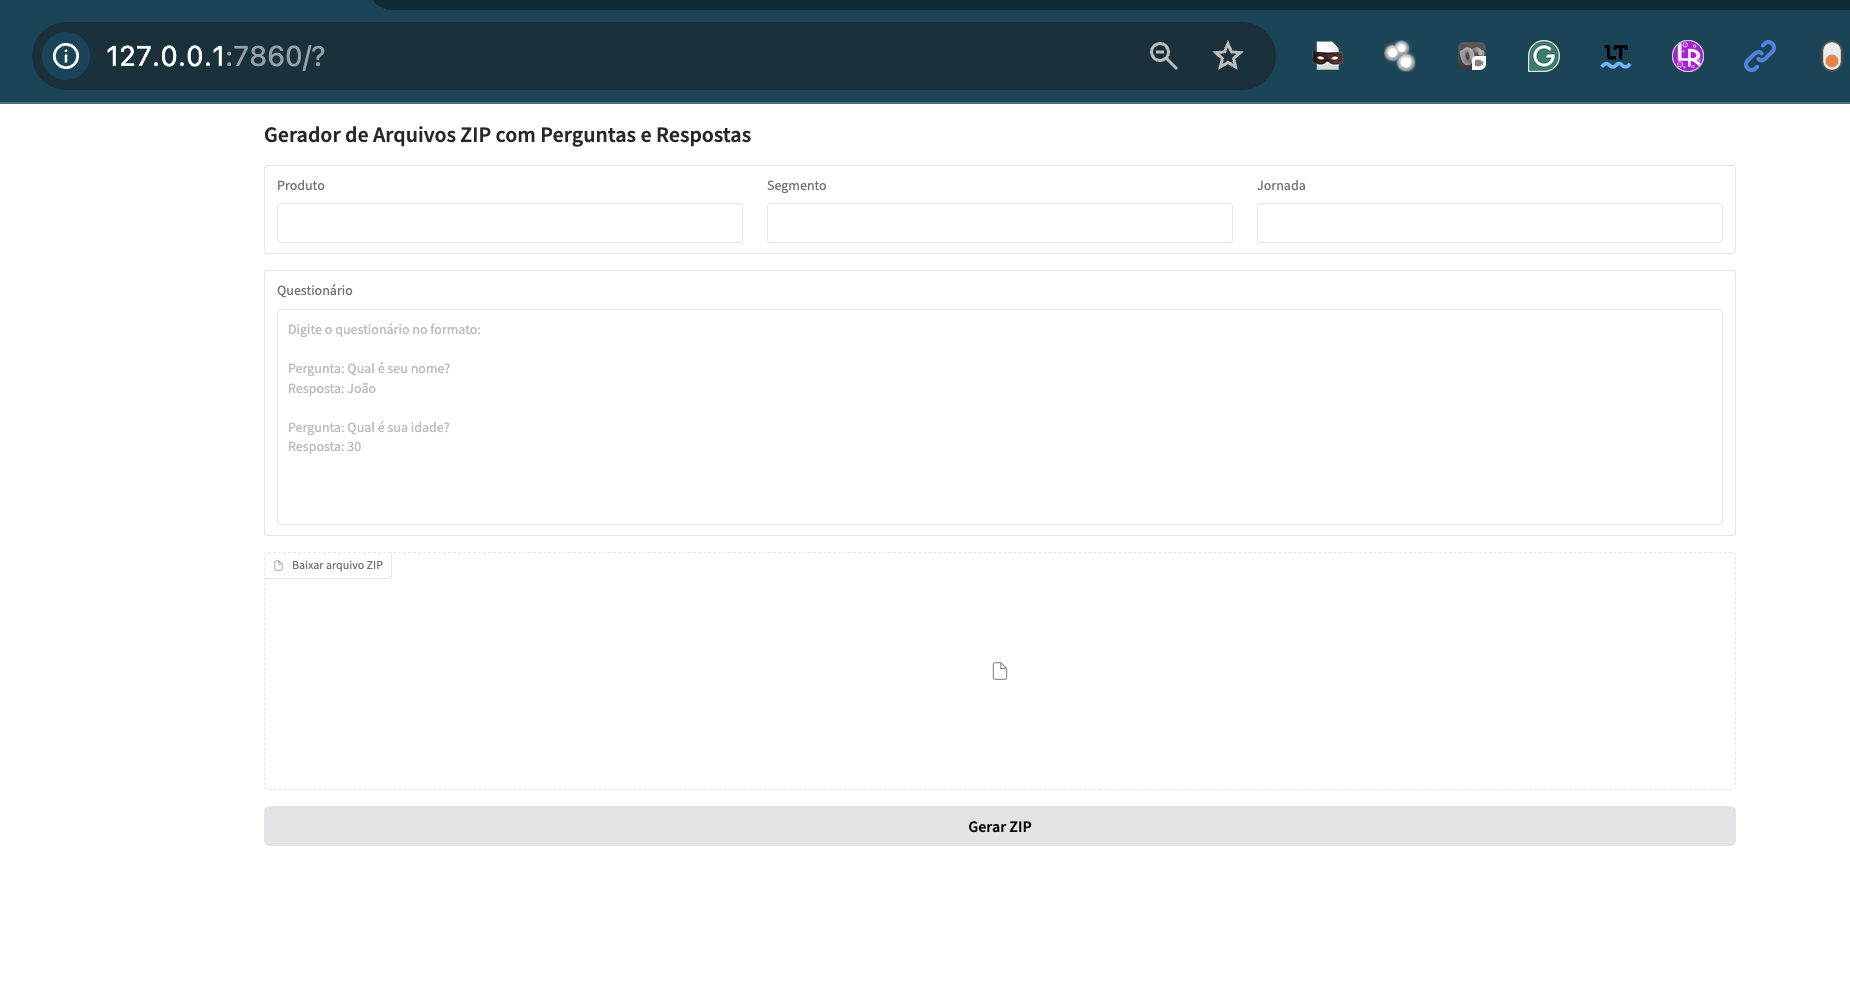 127.0.0.1:7860/?
LT
LR
Gerador de Arquivos ZIP com Perguntas e Respostas
Produto
Segmento
Jornada
Questionário
Digite o questionário no formato:
Pergunta: Qual é seu nome?
Resposta: João
Pergunta: Qual é sua idade?
Resposta: 30
Baixar arquivo ZIP
Gerar ZIP